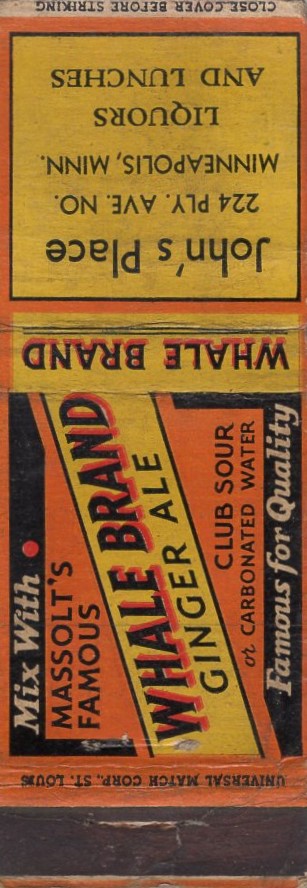 CLOSE COVER BEFORE STRIKING
John's Place
224 PLY. AVE. NO.
MINNEAPOLIS, MINN.
LIQUORS
AND LUNCHES
WHALE BRAND
Mix With
MASSOLT'S
FAMOUS
WHALE BRAND
GINGER ALE
CLUB SOUR
or CARBONATED WATER
Famous for Quality
UNIVERSAL MATCH CORP., ST. LOUIS